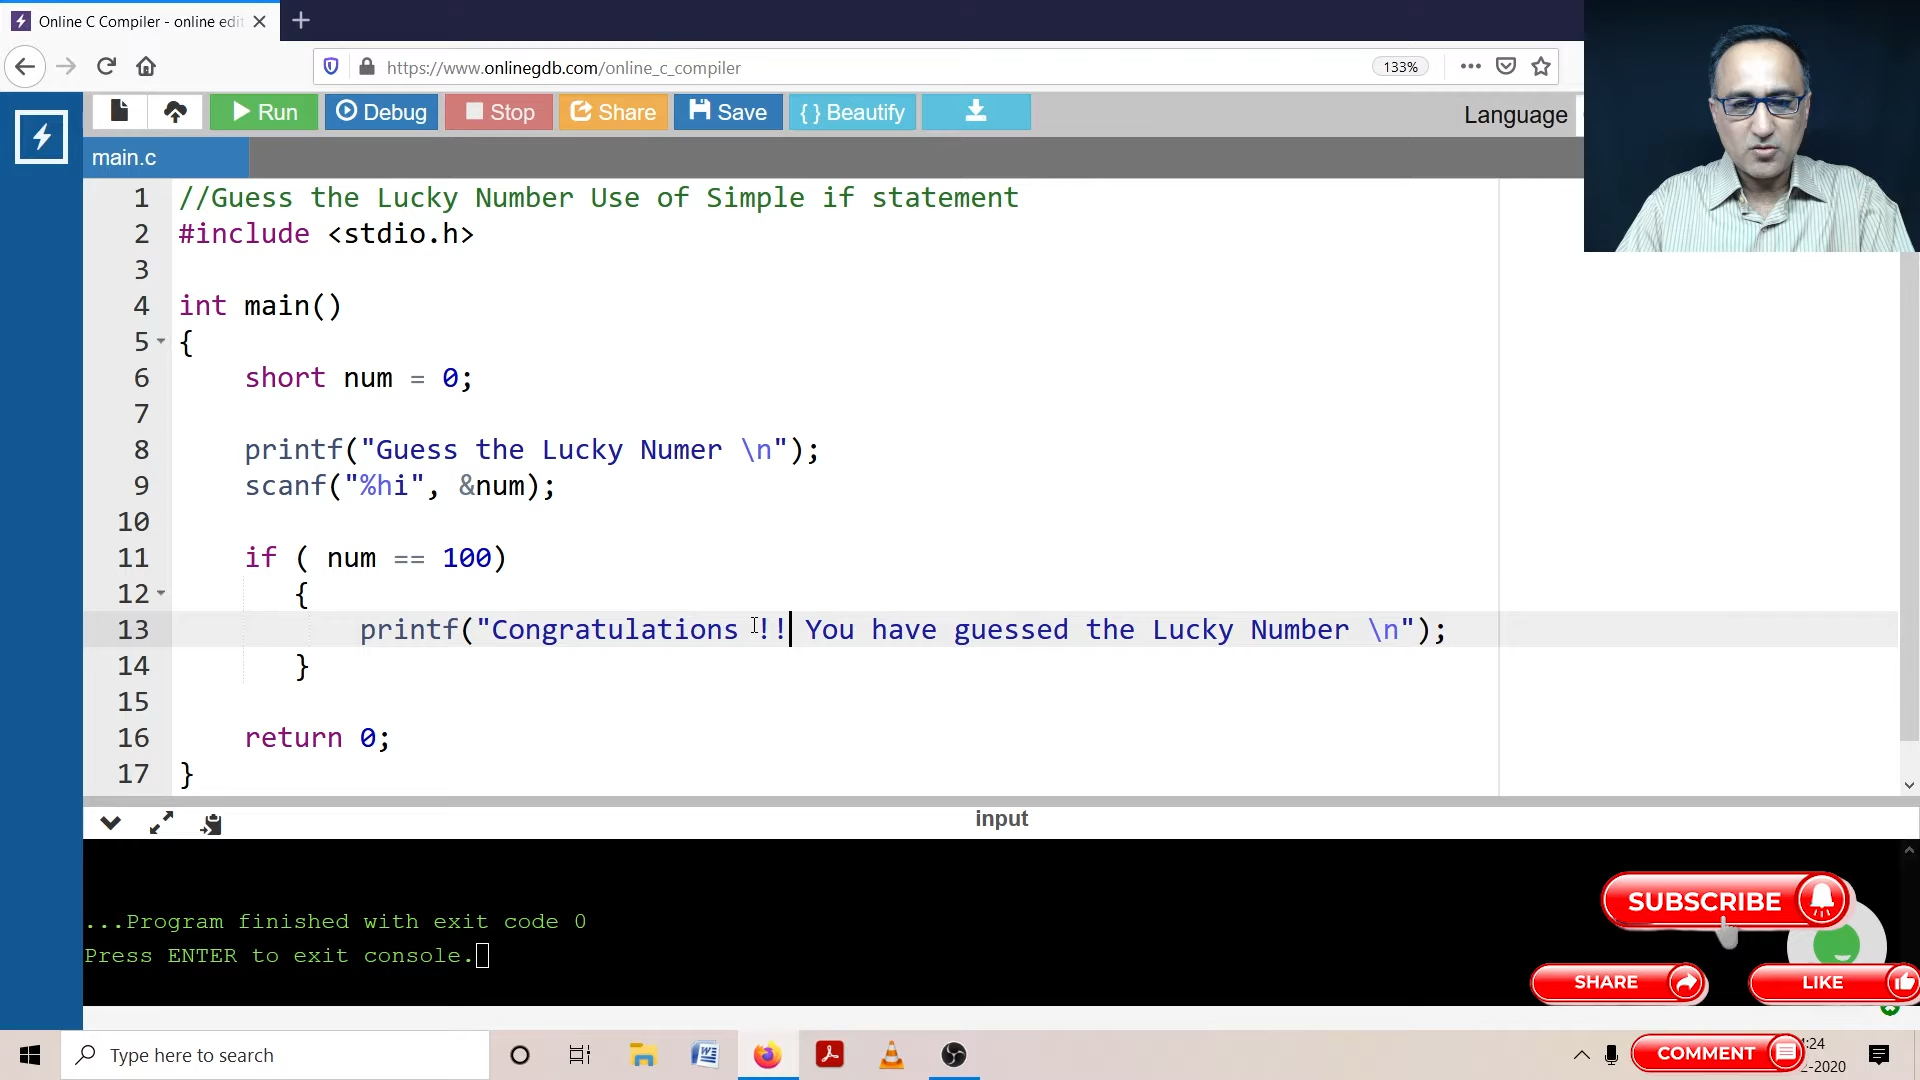 Online C Compiler - online edit
https://www.onlinegdb.com/online_c_compiler
133%
Run
Debug
Stop
Share
Save
{ } Beautify
Language
main.c
1 //Guess the Lucky Number Use of Simple if statement
2 #include <stdio.h>
3
4 int main()
5 {
6 short num = 0;
7
8 printf("Guess the Lucky Numer \n");
9 scanf("%hi", &num);
10
11 if ( num == 100)
12 {
13 printf("Congratulations !! You have guessed the Lucky Number \n");
14 }
15
16 return 0;
17 }
input
...Program finished with exit code 0
Press ENTER to exit console.
SUBSCRIBE
SHARE
LIKE
Type here to search
COMMENT
:24
-2020